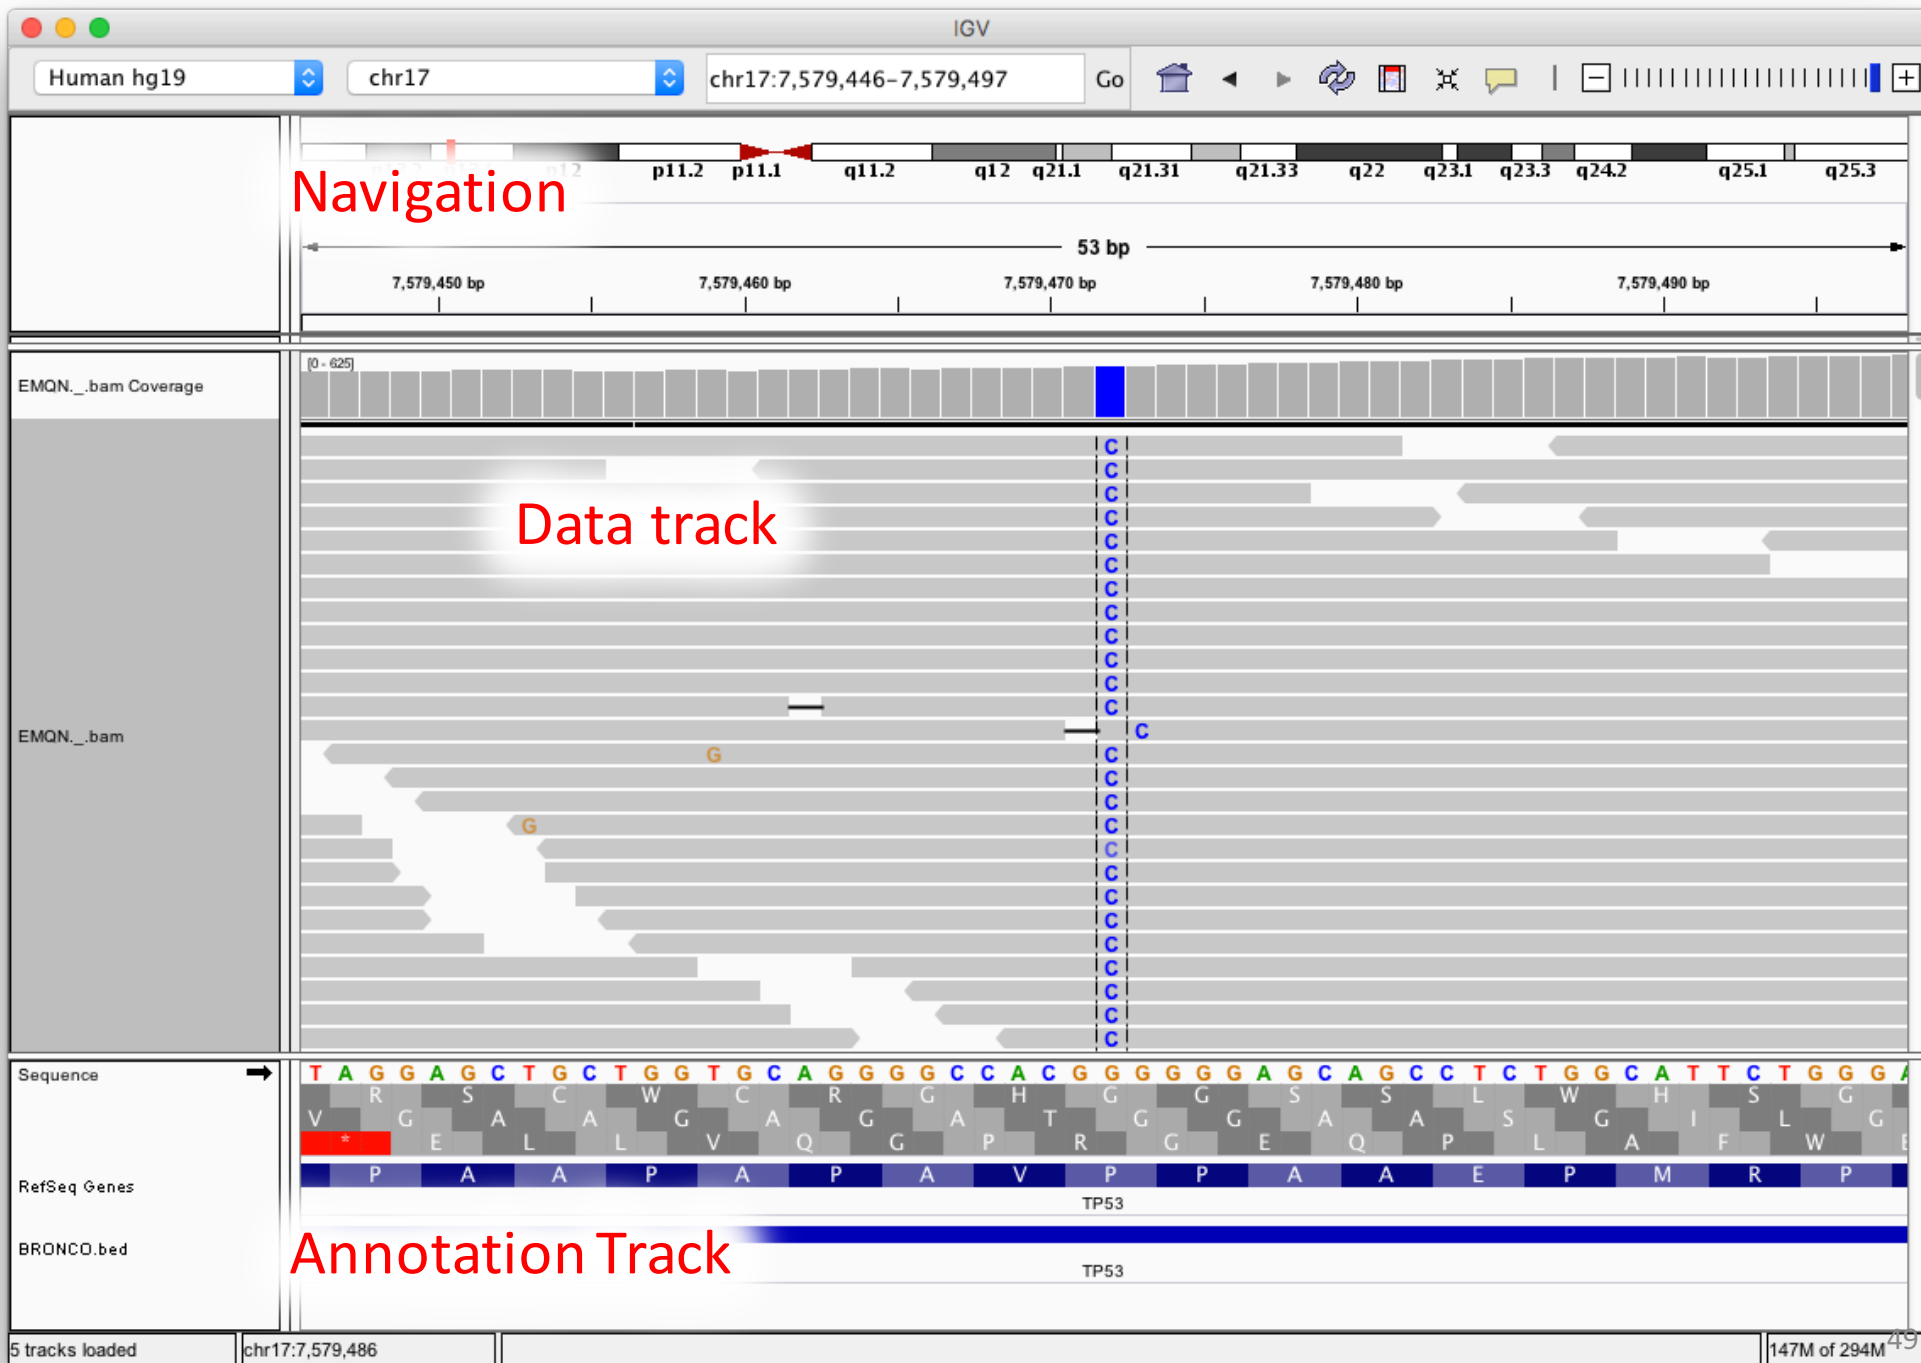 IGV
Human hg19 chr17 chr17:7,579,446-7,579,497 Go
p12 p11.2 p11.1 q11.2 q12 q21.1 q21.31 q21.33 q22 q23.1 q23.3 q24.2 q25.1 q25.3
Navigation
53 bp
7,579,450 bp 7,579,460 bp 7,579,470 bp 7,579,480 bp 7,579,490 bp
[0 - 625]
EMQN._.bam Coverage
C
C
C
C
Data track
C
C
C
C
C
C
C
C
EMQN._.bam C
G C
C
C
G C
C
C
C
C
C
C
C
C
C
Sequence T A G G A G C T G C T G G T G C A G G G G C C A C G G G G G G A G C A G C C T C T G G C A T T C T G G G A
R S C W C R G H G G S S L W H S G
V G A A G A G A T G G A A S G I L G
* E L L V Q G P R G E Q P L A F W E
P A A P A P A V P P A A E P M R P
RefSeq Genes
TP53
BRONCO.bed
Annotation Track
TP53
5 tracks loaded chr17:7,579,486 147M of 294M
49